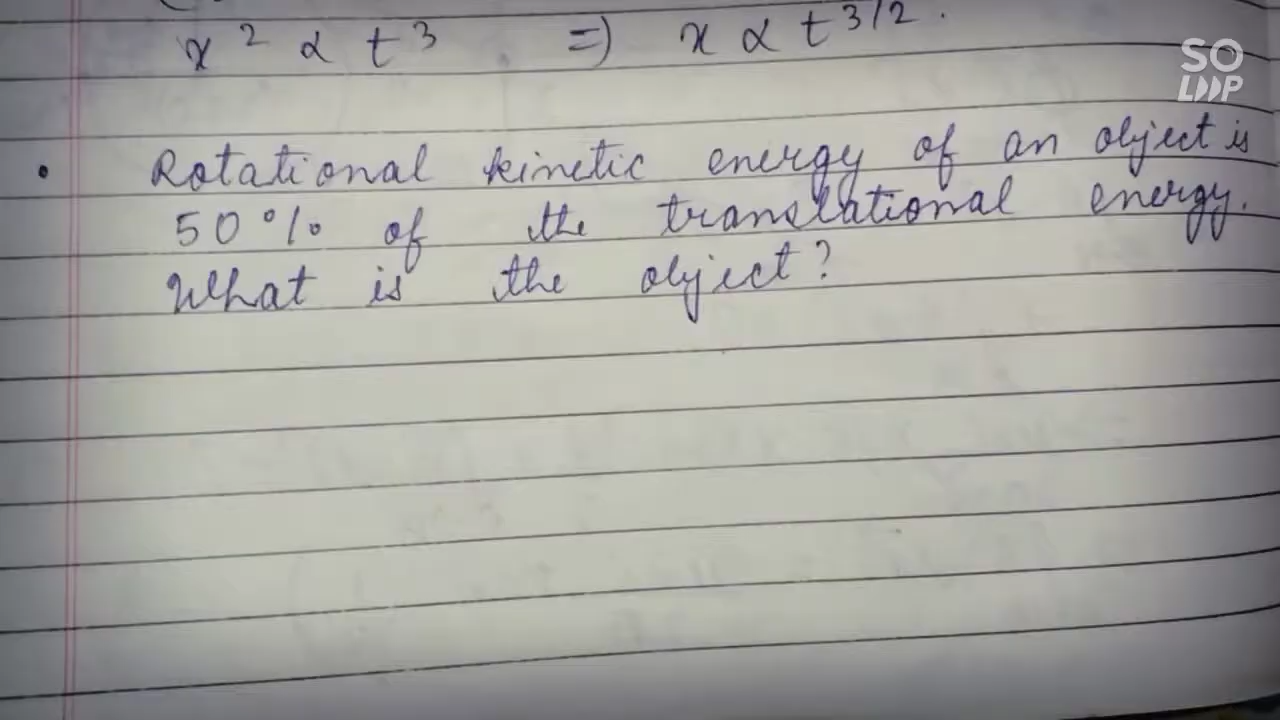 x² α t³ ⇒ x α t^3/2.
SO
LOOP
• Rotational kinetic energy of an object is
50% of the translational energy.
What is the object?